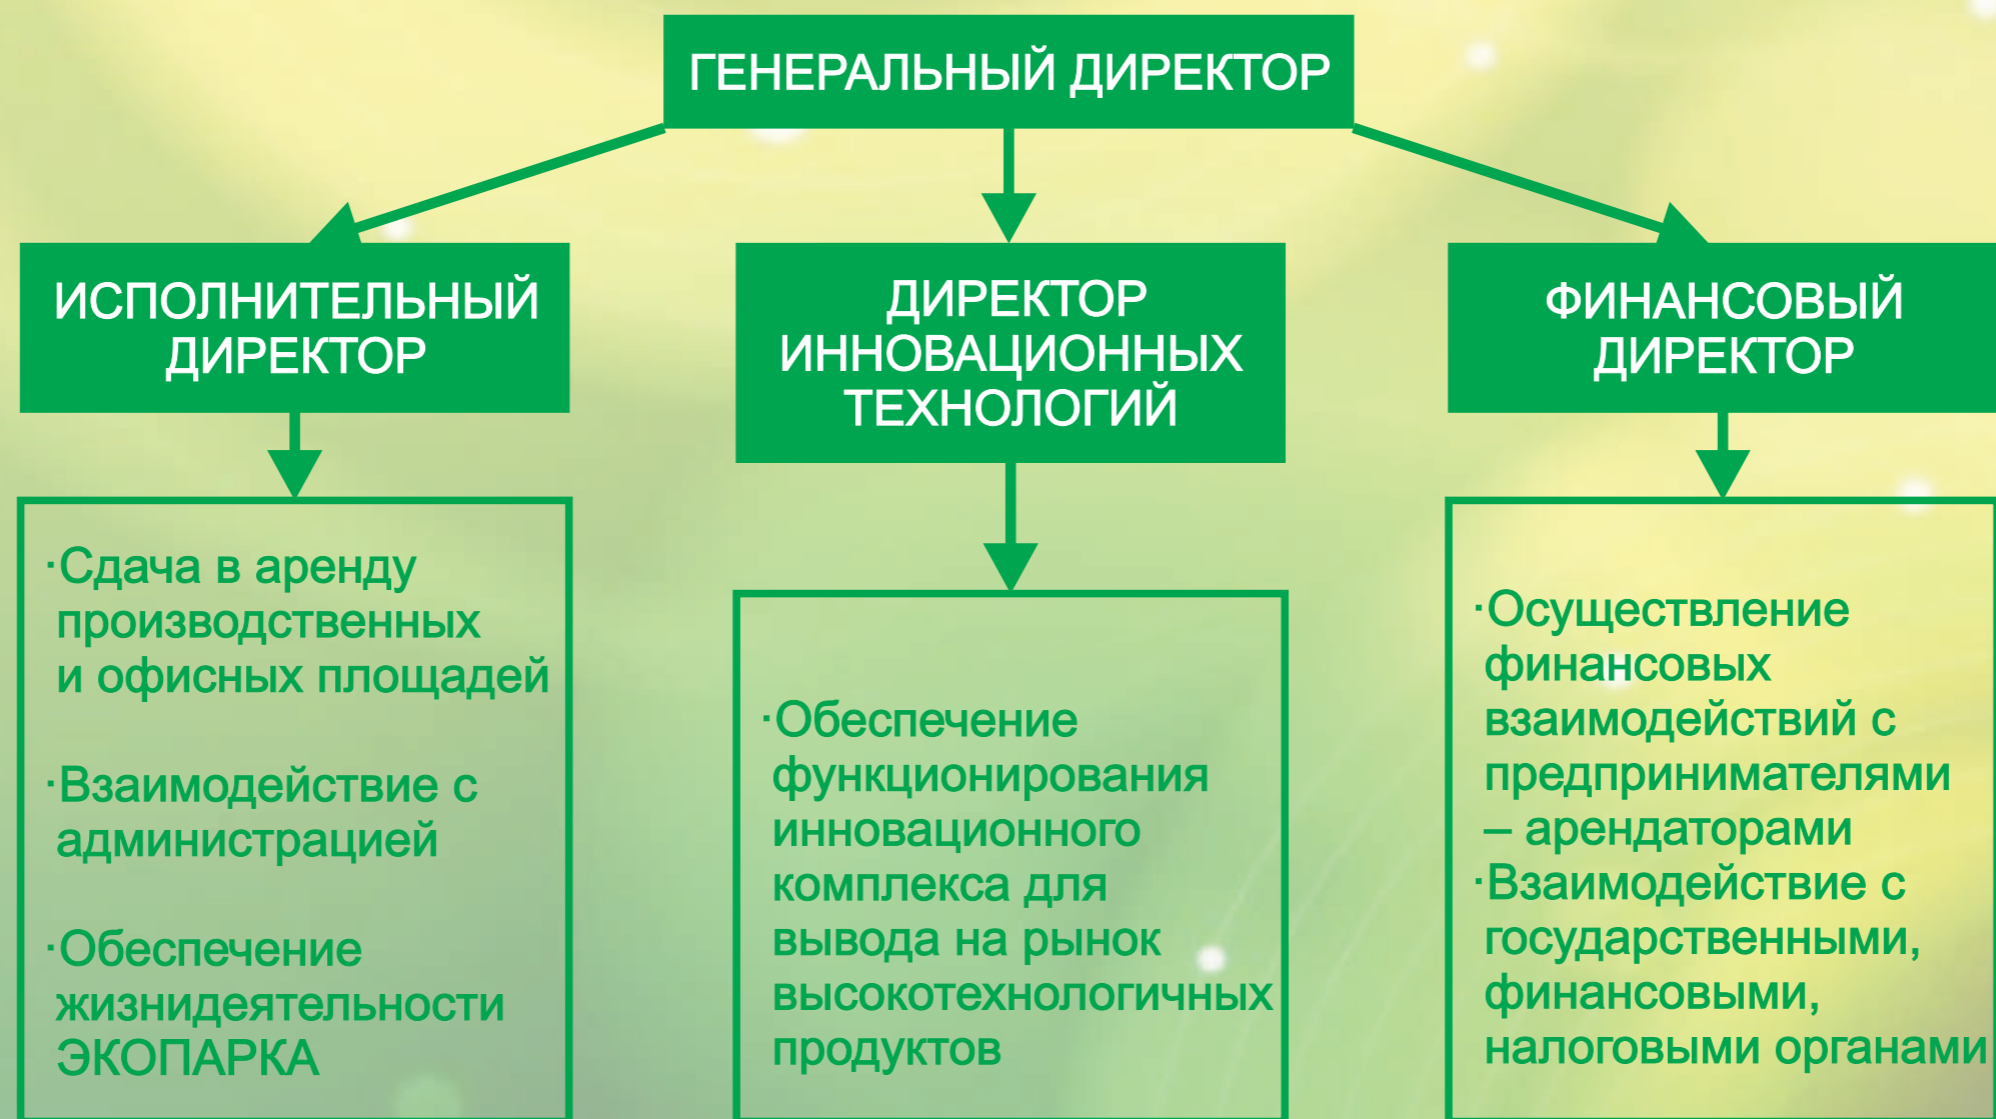 ГЕНЕРАЛЬНЫЙ ДИРЕКТОР
ИСПОЛНИТЕЛЬНЫЙ
ДИРЕКТОР
ДИРЕКТОР
ИННОВАЦИОННЫХ
ТЕХНОЛОГИЙ
ФИНАНСОВЫЙ
ДИРЕКТОР
·Сдача в аренду
производственных
и офисных площадей
·Взаимодействие с
администрацией
·Обеспечение
жизнидеятельности
ЭКОПАРКА
·Обеспечение
функционирования
инновационного
комплекса для
вывода на рынок
высокотехнологичных
продуктов
·Осуществление
финансовых
взаимодействий с
предпринимателями
– арендаторами
·Взаимодействие с
государственными,
финансовыми,
налоговыми органами